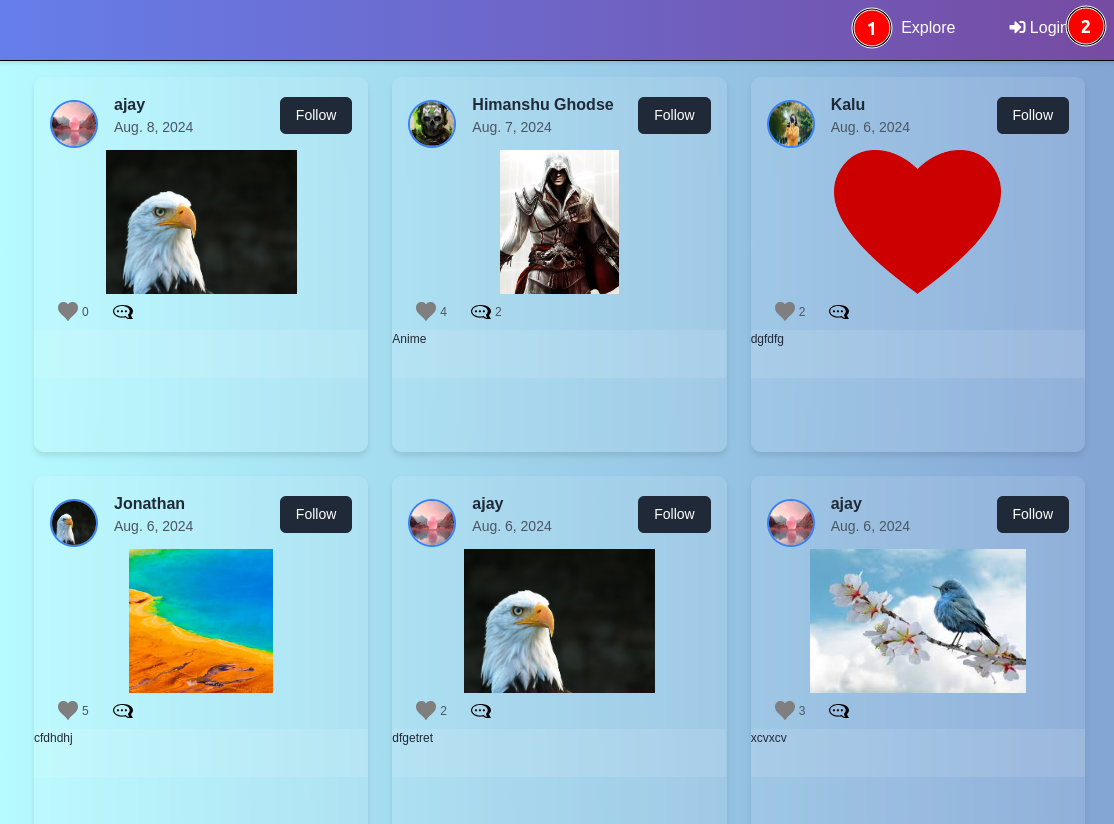 1 Explore Login 2
ajay
Aug. 8, 2024
Follow
0
Himanshu Ghodse
Aug. 7, 2024
Follow
4 2
Anime
Kalu
Aug. 6, 2024
Follow
2
dgfdfg
Jonathan
Aug. 6, 2024
Follow
5
cfdhdhj
ajay
Aug. 6, 2024
Follow
2
dfgetret
ajay
Aug. 6, 2024
Follow
3
xcvxcv